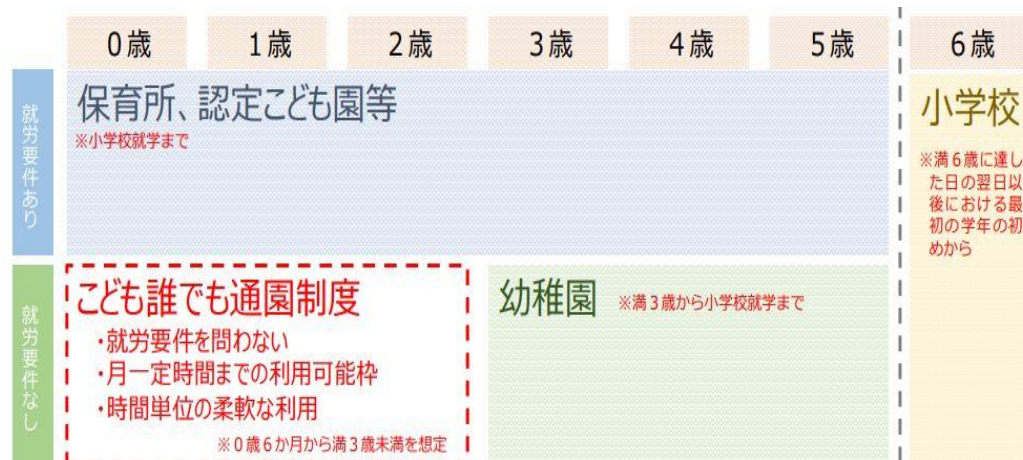 0歳
1歳
2歳
3歳
4歳
5歳
6歳
就労要件あり
保育所、認定こども園等
※小学校就学まで
小学校
※満6歳に達し
た日の翌日以
後における最
初の学年の初
めから
就労要件なし
こども誰でも通園制度
・就労要件を問わない
・月一定時間までの利用可能枠
・時間単位の柔軟な利用
※0歳6か月から満3歳未満を想定
幼稚園 ※満3歳から小学校就学まで